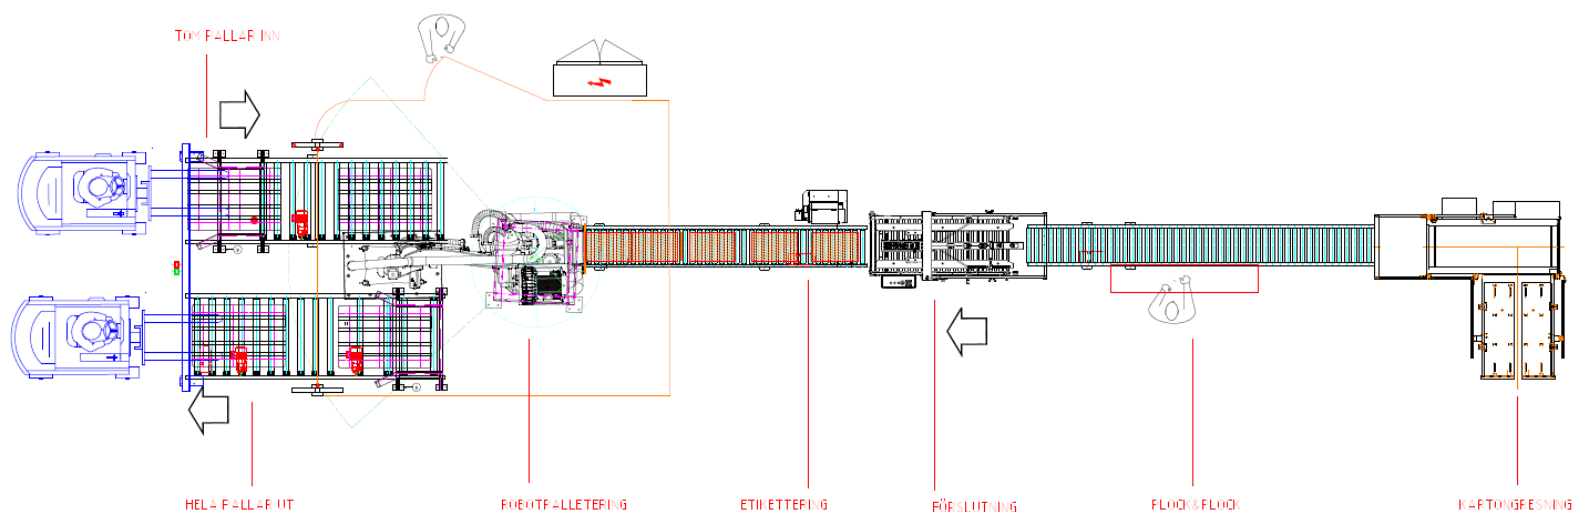 TOM PALLAR INN
HELA PALLAR UT
ROBOTPALLETERING
ETIKETTERING
FÖRSLUTNING
PLOCK&PLOCK
KARTONGRESNING